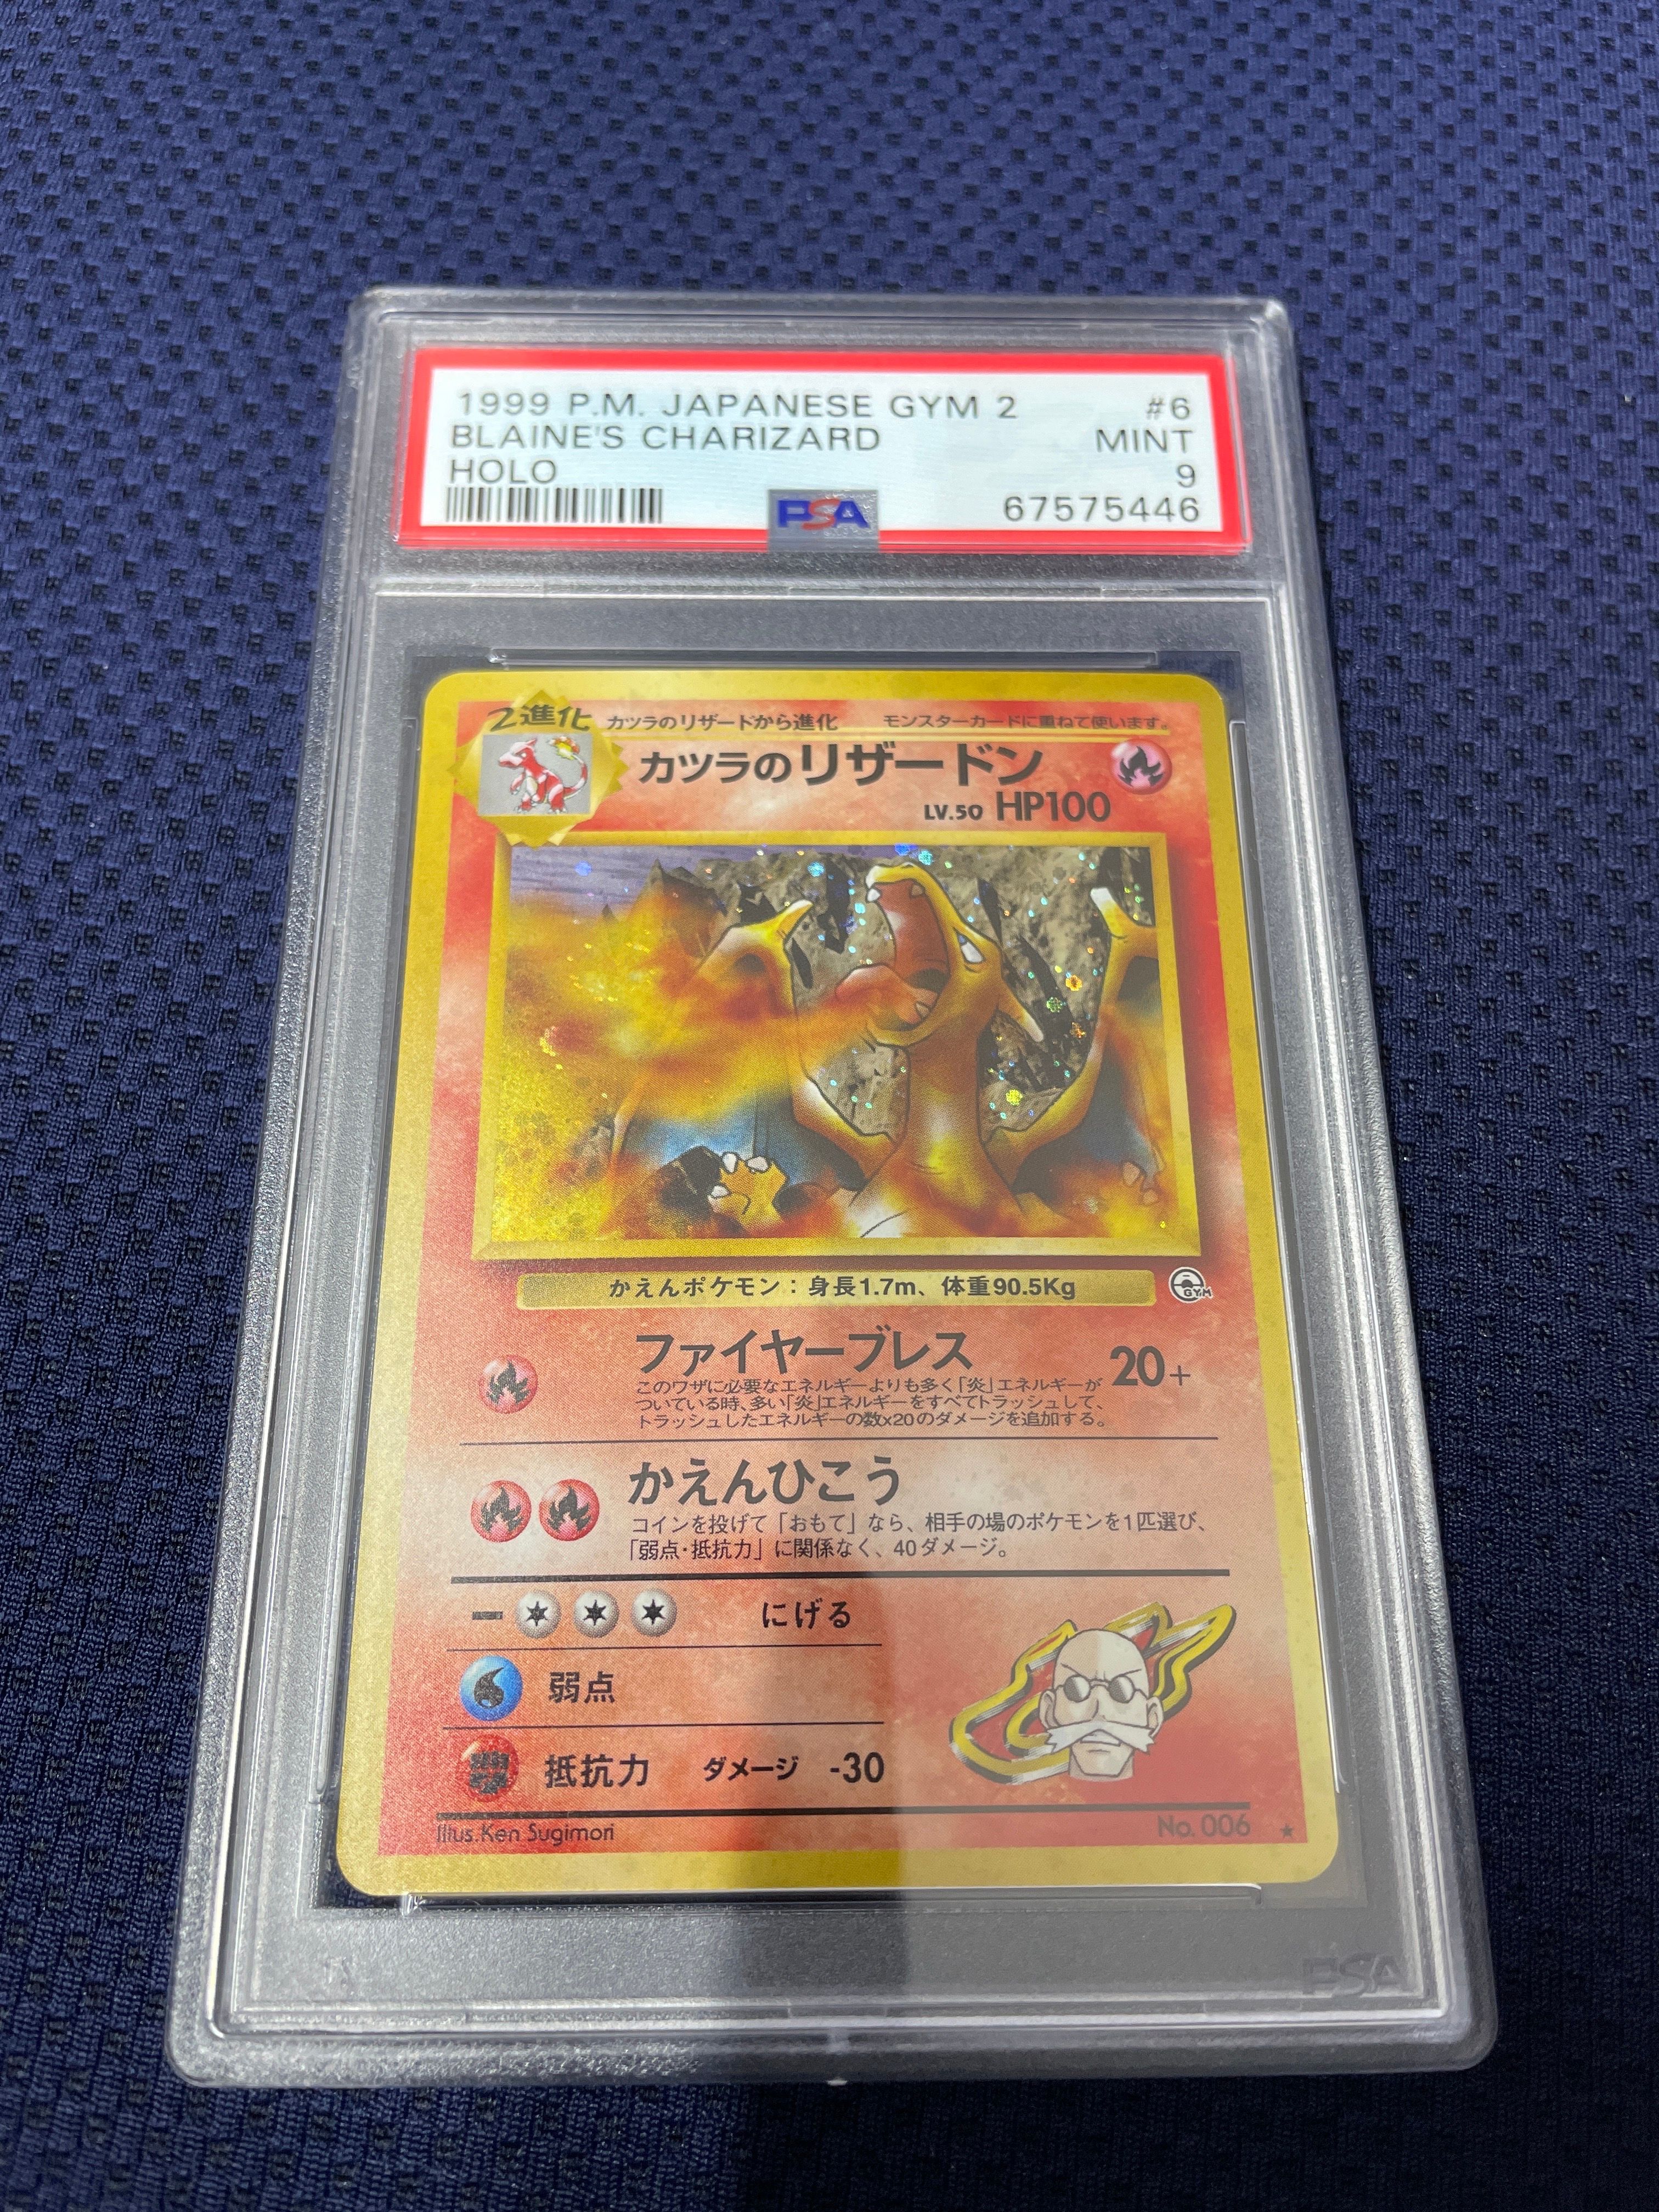 1999 P.M. JAPANESE GYM 2 #6
BLAINE'S CHARIZARD MINT
HOLO 9
PSA 67575446
2進化 カツラのリザードから進化 モンスターカードに重ねて使います。
カツラのリザードン
LV.50 HP100
かえんポケモン：身長1.7m、体重90.5Kg
GYM
ファイヤーブレス 20+
このワザに必要なエネルギーよりも多く「炎」エネルギーが
ついている時、多い「炎」エネルギーをすべてトラッシュして、
トラッシュしたエネルギーの数x20のダメージを追加する。
かえんひこう
コインを投げて「おもて」なら、相手の場のポケモンを1匹選び、
「弱点・抵抗力」に関係なく、40ダメージ。
にげる
弱点
抵抗力 ダメージ -30
Illus. Ken Sugimori No. 006 ★
PSA